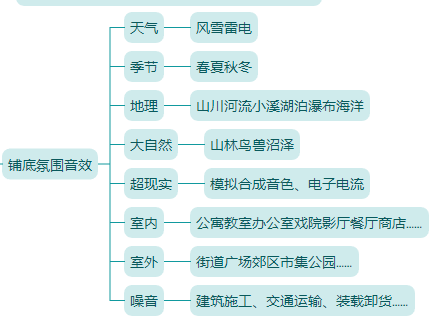 天气 风雪雷电
季节 春夏秋冬
地理 山川河流小溪湖泊瀑布海洋
大自然 山林鸟兽沼泽
铺底氛围音效
超现实 模拟合成音色、电子电流
室内 公寓教室办公室戏院影厅餐厅商店......
室外 街道广场郊区市集公园......
噪音 建筑施工、交通运输、装载卸货......